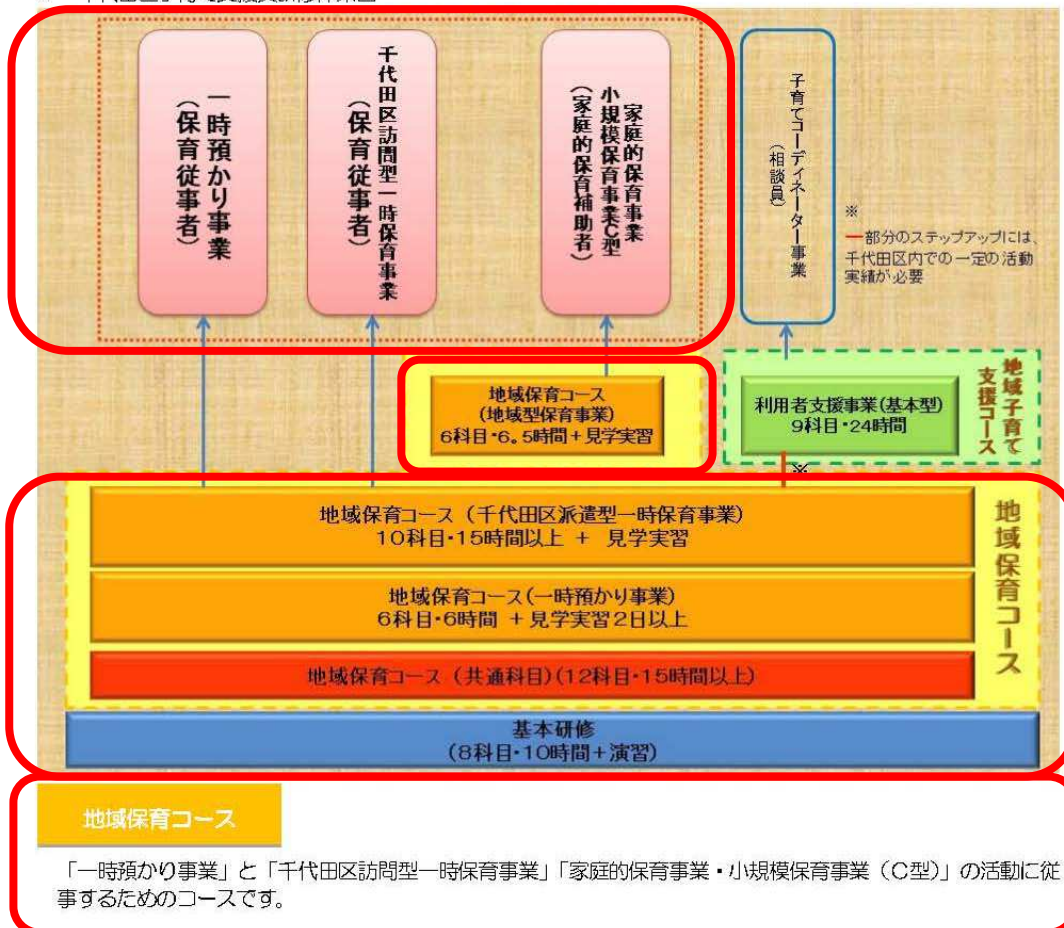 一時預かり事業
（保育従事者）
千代田区訪問型一時保育事業
（保育従事者）
家庭的保育事業
小規模保育事業C型
（家庭的保育補助者）
子育てコーディネーター事業
（相談員）
※
一部分のステップアップには、
千代田区内での一定の活動
実績が必要
地域保育コース
(地域型保育事業)
6科目・6。5時間+見学実習
利用者支援事業(基本型)
9科目・24時間
地域子育て
支援コース
※
地域保育コース（千代田区派遣型一時保育事業）
10科目・15時間以上 + 見学実習
地域保育コース(一時預かり事業)
6科目・6時間 +見学実習2日以上
地域保育コース（共通科目）(12科目・15時間以上)
地域保育コース
基本研修
(8科目・10時間+演習)
地域保育コース
「一時預かり事業」と「千代田区訪問型一時保育事業」「家庭的保育事業・小規模保育事業（C型）」の活動に従
事するためのコースです。